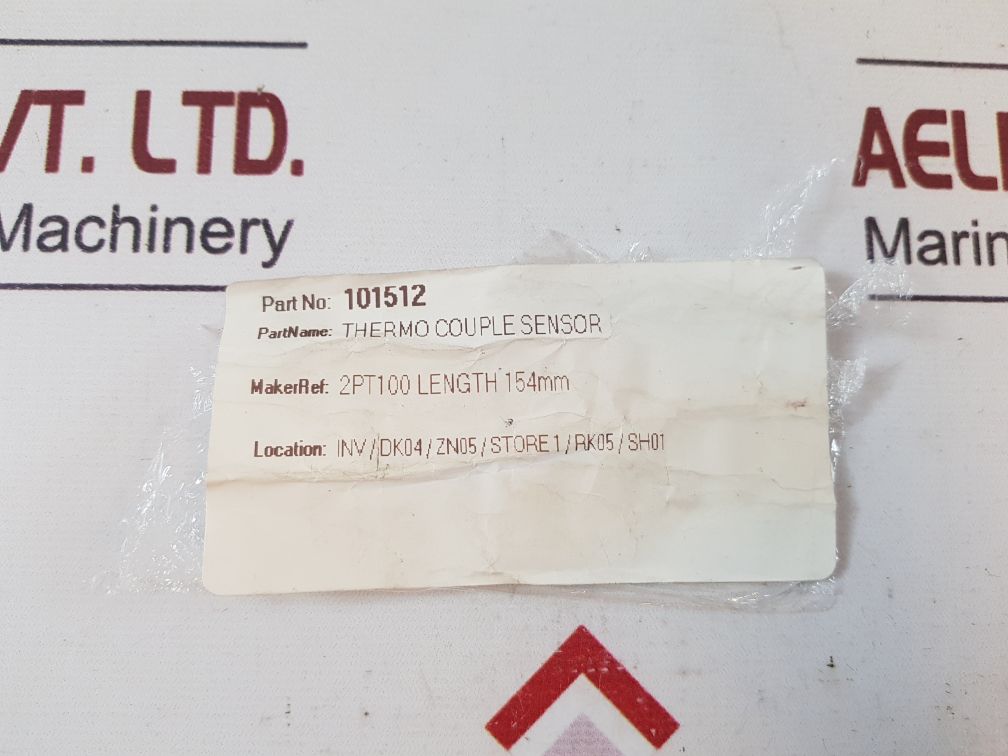 VT. LTD.
Machinery
AEL
Marin
Part No: 101512
PartName: THERMO COUPLE SENSOR
MakerRef: 2PT100 LENGTH 154mm
Location: INV / DK04 / ZN05 / STORE 1 / RK05 / SH01